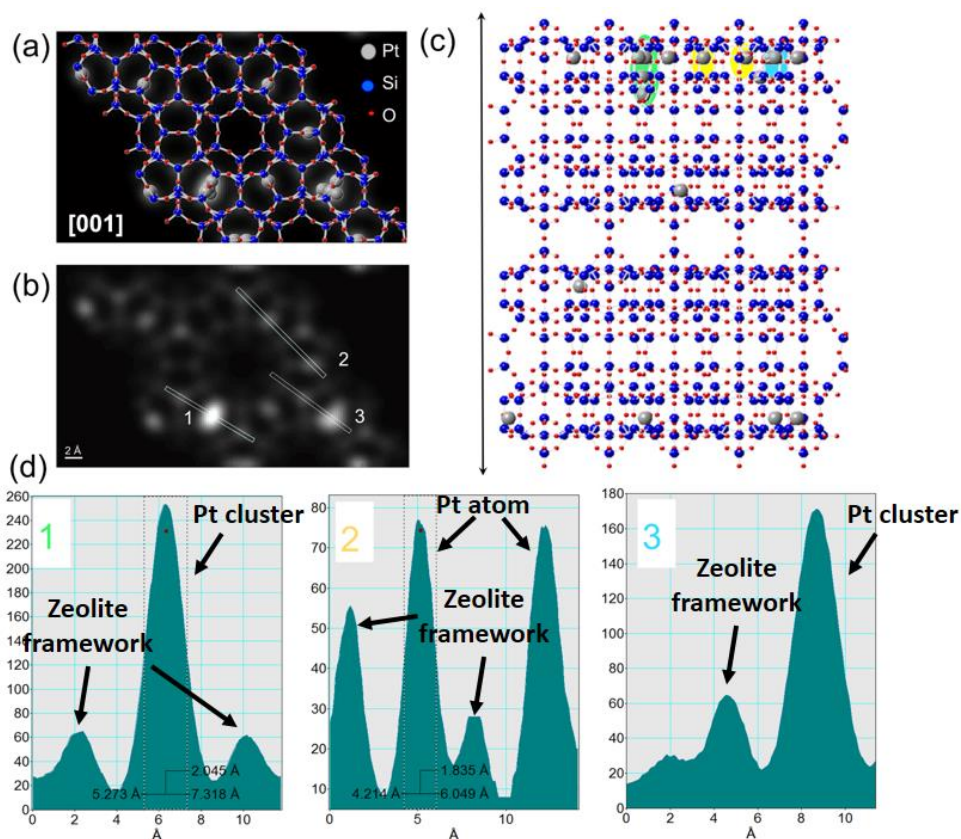 (a)
Pt
Si
O
[001]
(b)
1
2
3
2 Å
(c)
(d)
1
Pt cluster
Zeolite
framework
260
240
220
200
180
160
140
120
100
80
60
40
20
0
2.045 Å
5.273 Å
7.318 Å
0 2 4 6 8 10
Å
2
Pt atom
Zeolite
framework
80
70
60
50
40
30
20
10
1.835 Å
4.214 Å
6.049 Å
0 5 10
Å
3
Pt cluster
Zeolite
framework
180
160
140
120
100
80
60
40
20
0
0 2 4 6 8 10
Å